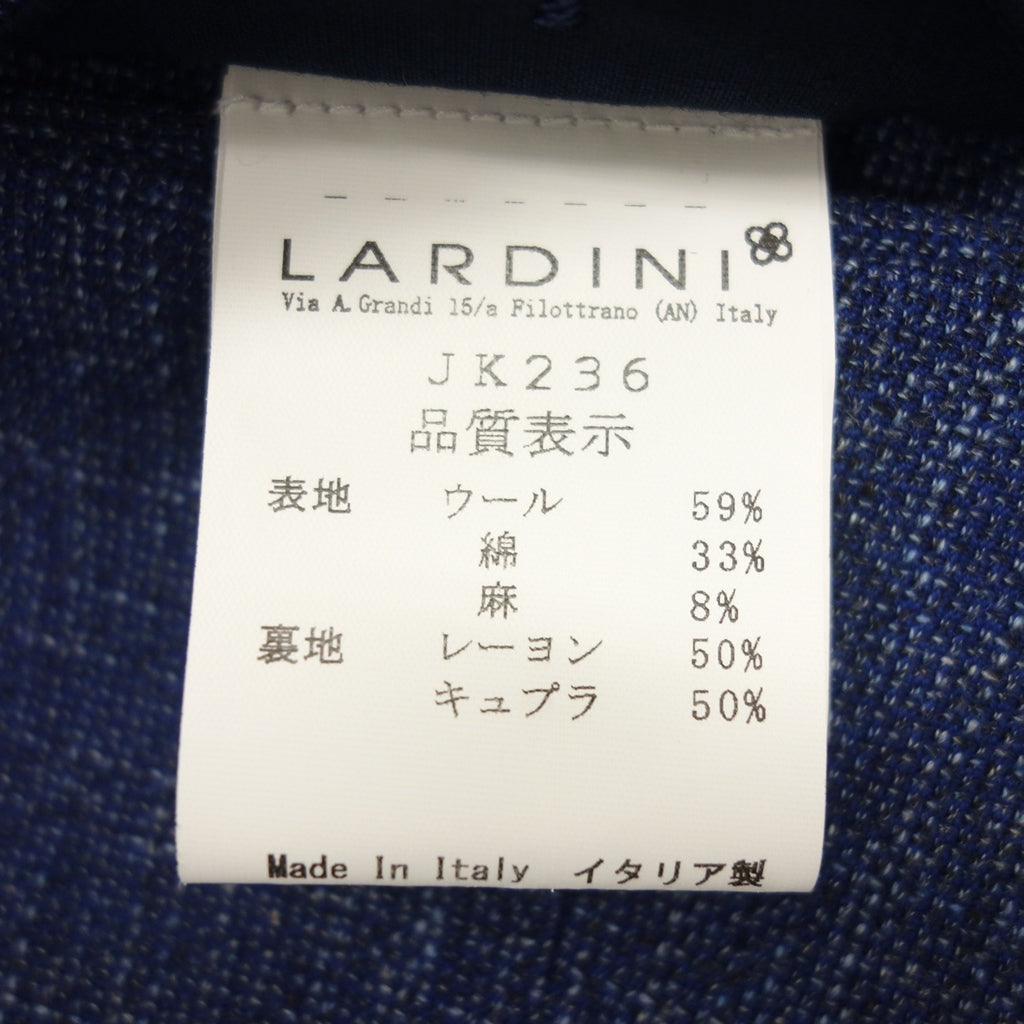 LARDINI
Via A. Grandi 15/a Filottrano (AN) Italy
JK236
品質表示
表地 ウール 59%
綿 33%
麻 8%
裏地 レーヨン 50%
キュプラ 50%
Made In Italy イタリア製